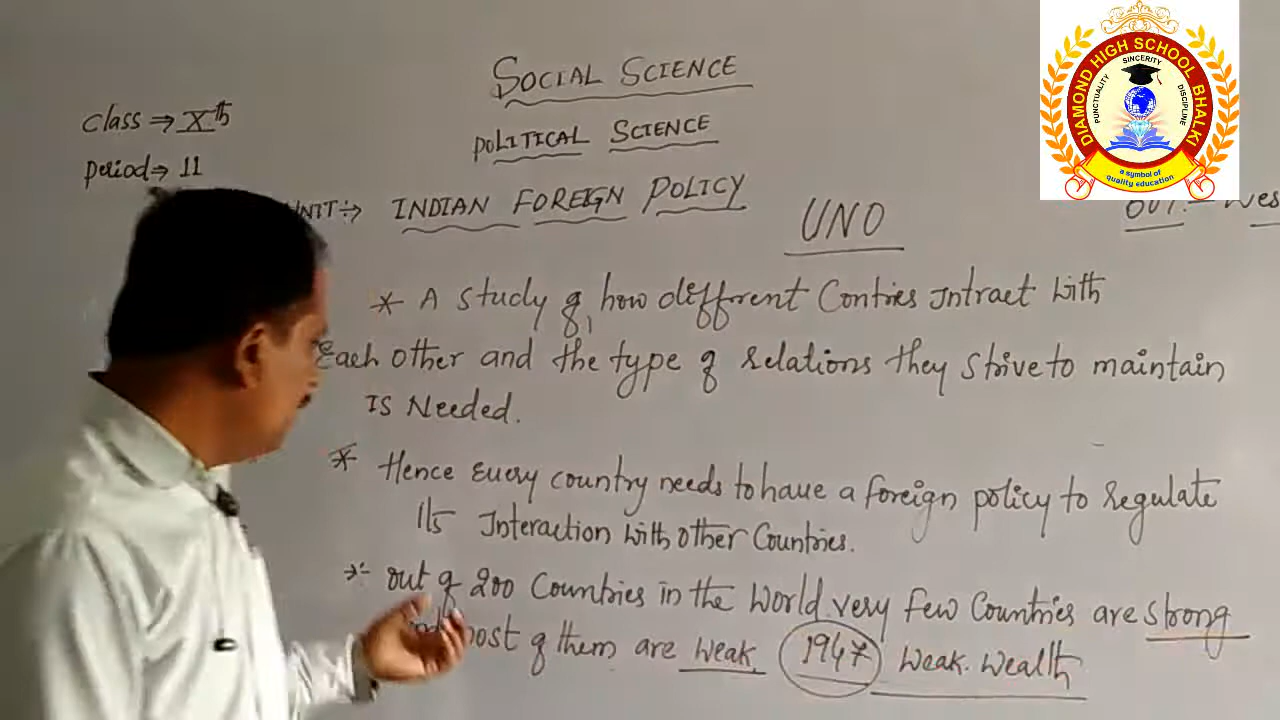 SOCIAL SCIENCE
class ⇒ Xth
POLITICAL SCIENCE
Period ⇒ 11
UNIT :→ INDIAN FOREIGN POLICY
UNO
* A study of how different Contries Intract with
Each other and the type of relations they strive to maintain
IS Needed.
* Hence Every country needs to have a foreign policy to regulate
Its Interaction with other Countries.
→:- out of 200 Countries in the World very few Countries are strong
most of them are weak 1947 weak. wealth
DIAMOND HIGH SCHOOL BHALKI
PUNCTUALITY
SINCERITY
DISCIPLINE
a symbol of
quality education